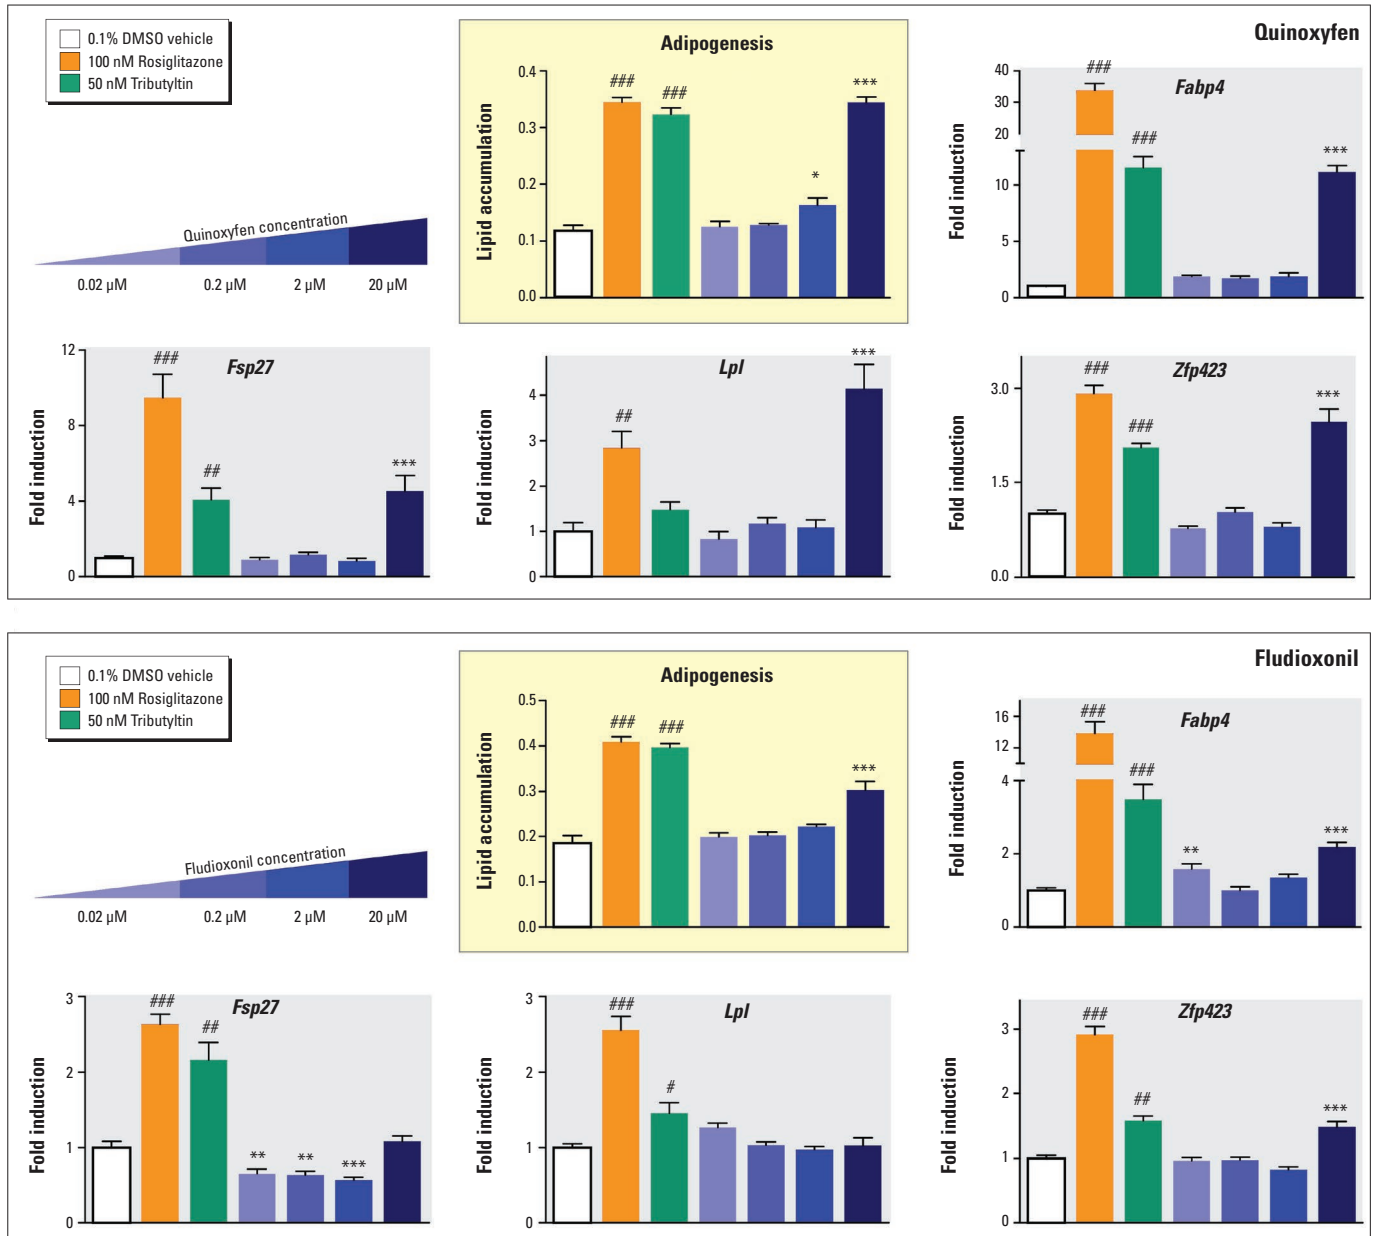 Quinoxyfen
0.1% DMSO vehicle
100 nM Rosiglitazone
50 nM Tributyltin
Quinoxyfen concentration
0.02 µM 0.2 µM 2 µM 20 µM
Adipogenesis
Lipid accumulation
0.4
0.3
0.2
0.1
0.0
### ### * ***
Fabp4
Fold induction
40
30
20
10
5
0
### ### ***
Fsp27
Fold induction
12
8
4
0
### ## ***
Lpl
Fold induction
4
3
2
1
0
## ***
Zfp423
Fold induction
3.0
1.5
0.0
### ### ***
Fludioxonil
0.1% DMSO vehicle
100 nM Rosiglitazone
50 nM Tributyltin
Fludioxonil concentration
0.02 µM 0.2 µM 2 µM 20 µM
Adipogenesis
Lipid accumulation
0.5
0.4
0.3
0.2
0.1
0.0
### ### ***
Fabp4
Fold induction
16
12
4
2
0
### ### ** ***
Fsp27
Fold induction
3
2
1
0
### ## ** ** ***
Lpl
Fold induction
3
2
1
0
### #
Zfp423
Fold induction
3
2
1
0
### ## ***